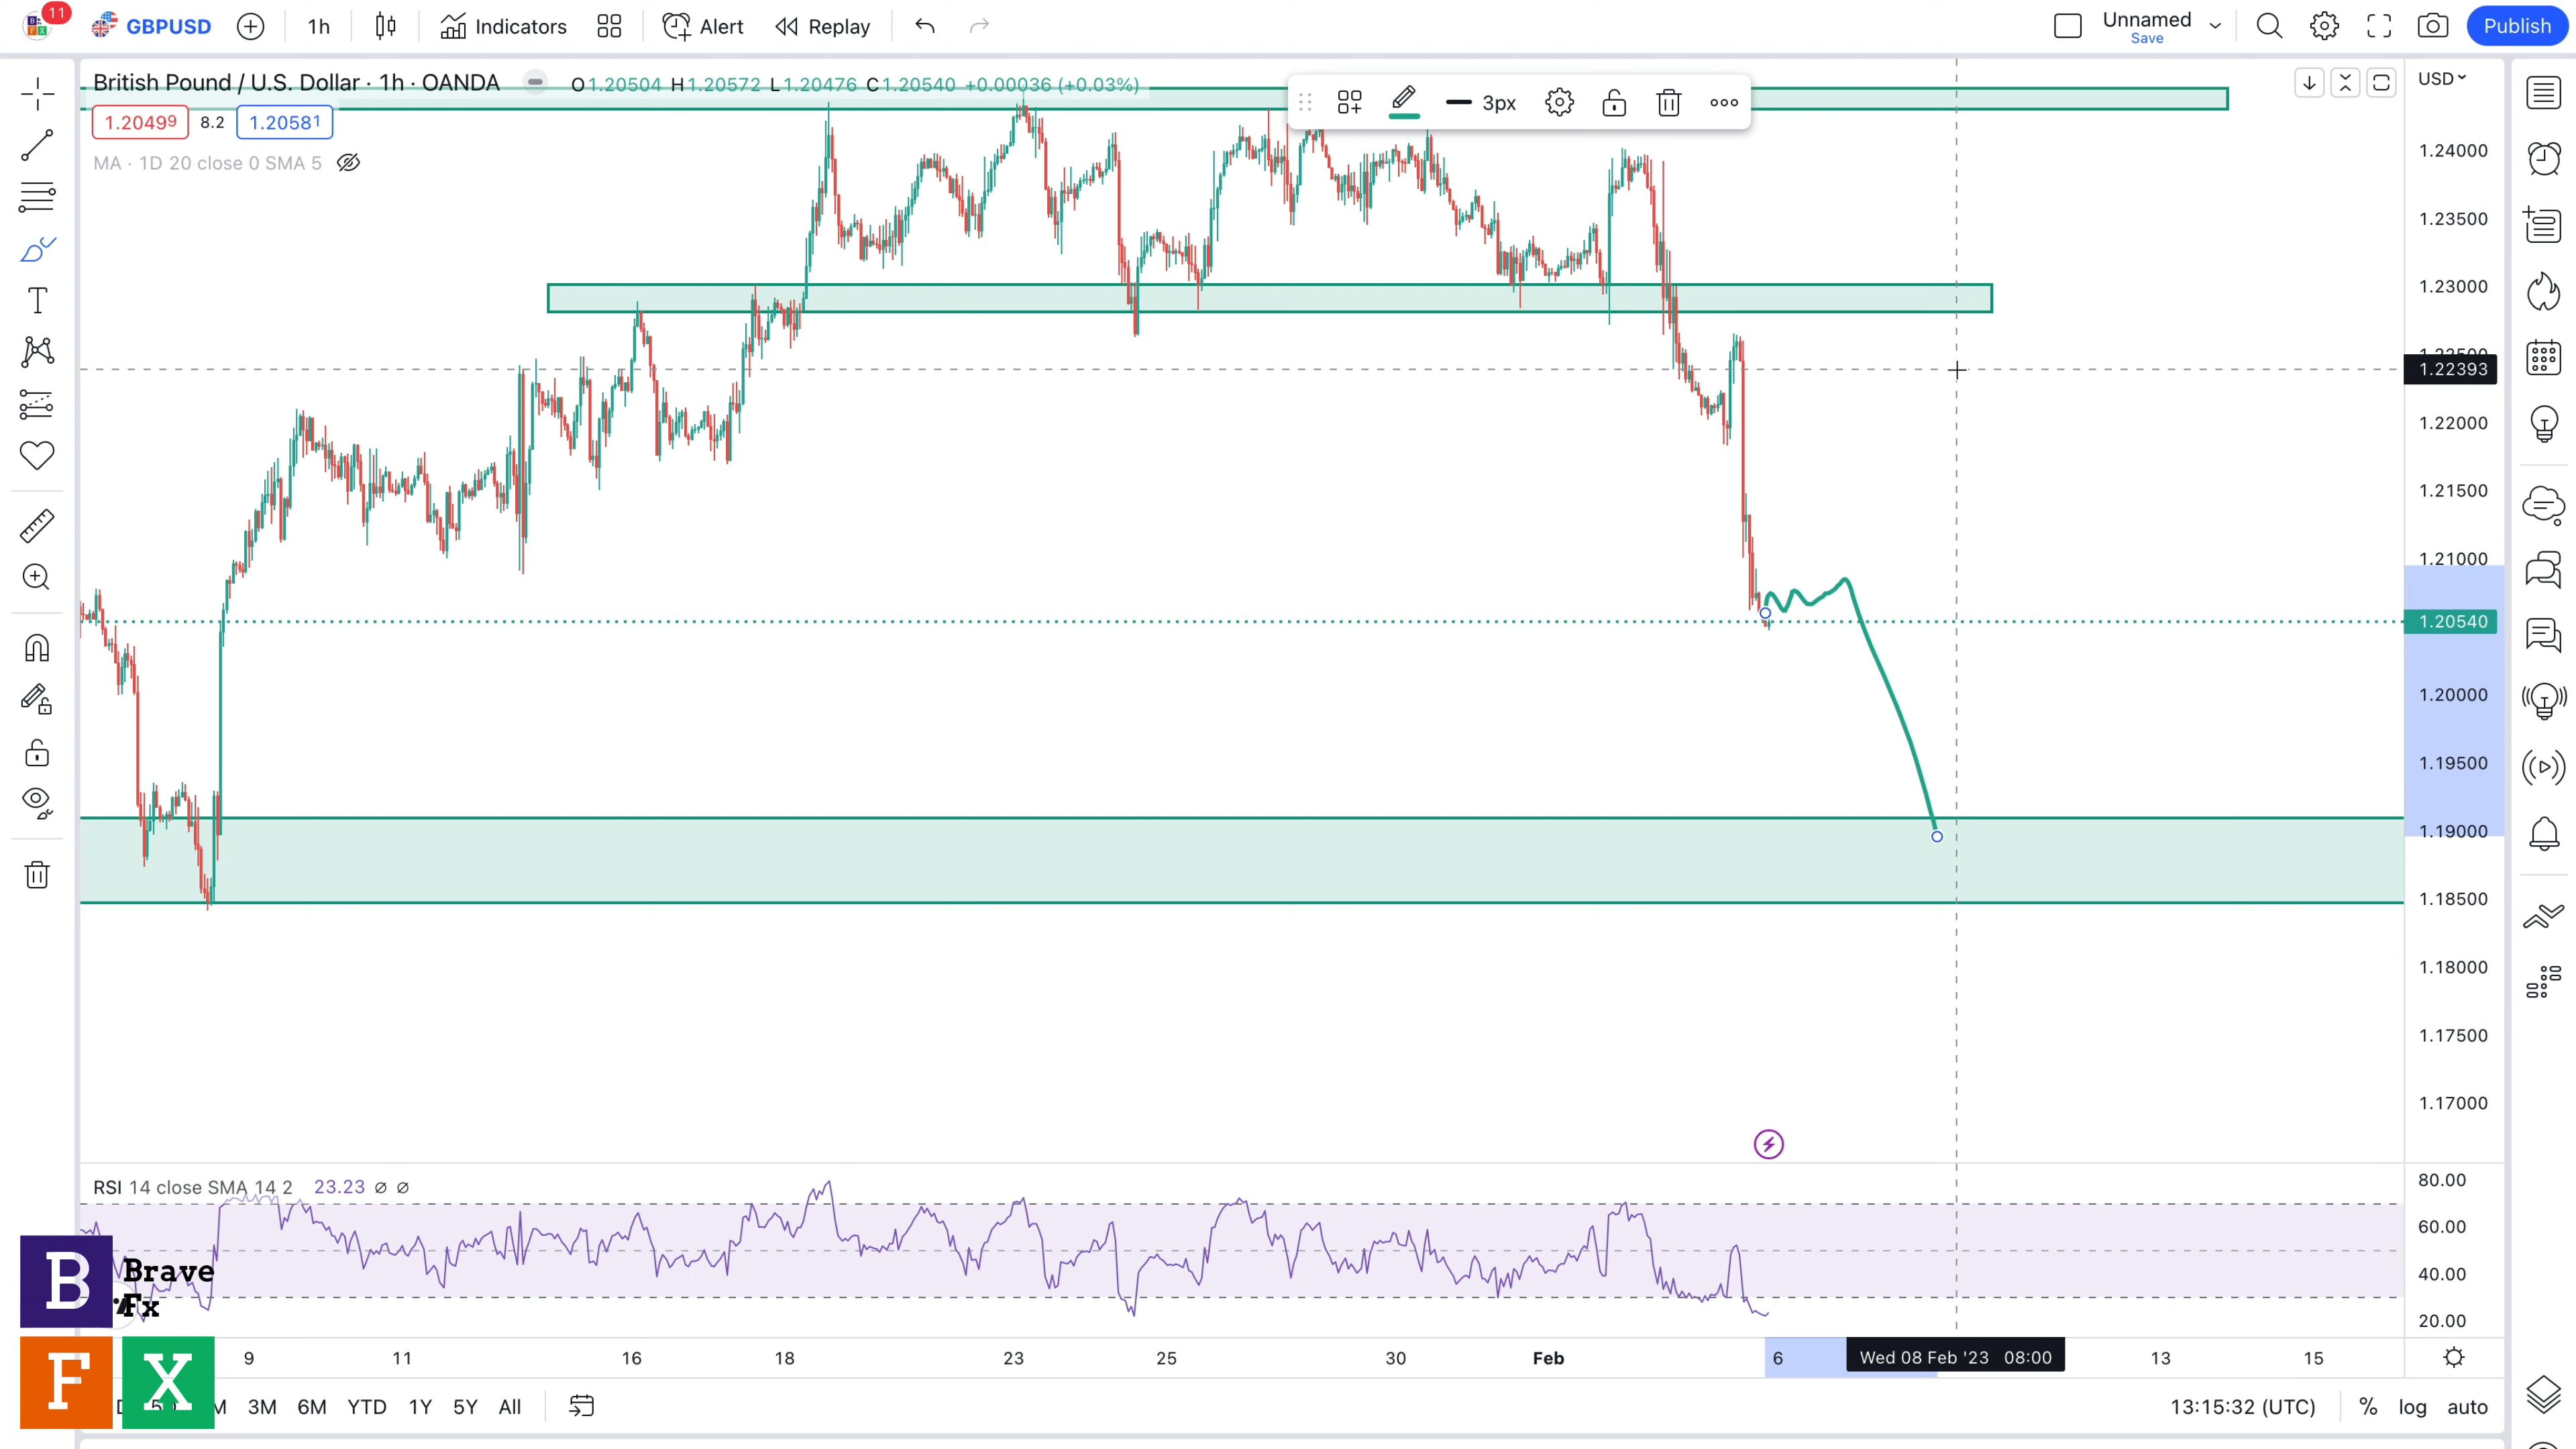 11 GBPUSD 1h Indicators Alert Replay Unnamed Save Publish
British Pound / U.S. Dollar · 1h · OANDA O1.20504 H1.20572 L1.20476 C1.20540 +0.00036 (+0.03%)
1.20499 8.2 1.20581
MA · 1D 20 close 0 SMA 5
3px
USD
1.24000
1.23500
1.23000
1.22500
1.22393
1.22000
1.21500
1.21000
1.20540
1.20000
1.19500
1.19000
1.18500
1.18000
1.17500
1.17000
RSI 14 close SMA 14 2 23.23 ∅ ∅
80.00
60.00
40.00
20.00
B Brave
Fx
F X
9 11 16 18 23 25 30 Feb 6 Wed 08 Feb '23 08:00 13 15
3M 6M YTD 1Y 5Y All 13:15:32 (UTC) % log auto